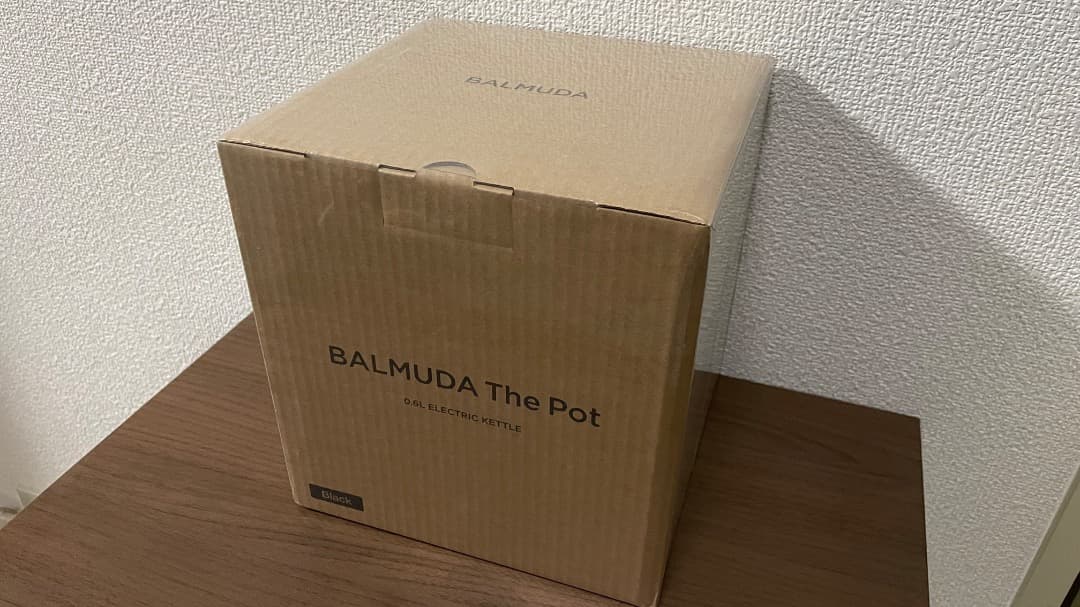 BALMUDA
BALMUDA The Pot
0.6L ELECTRIC KETTLE
Black